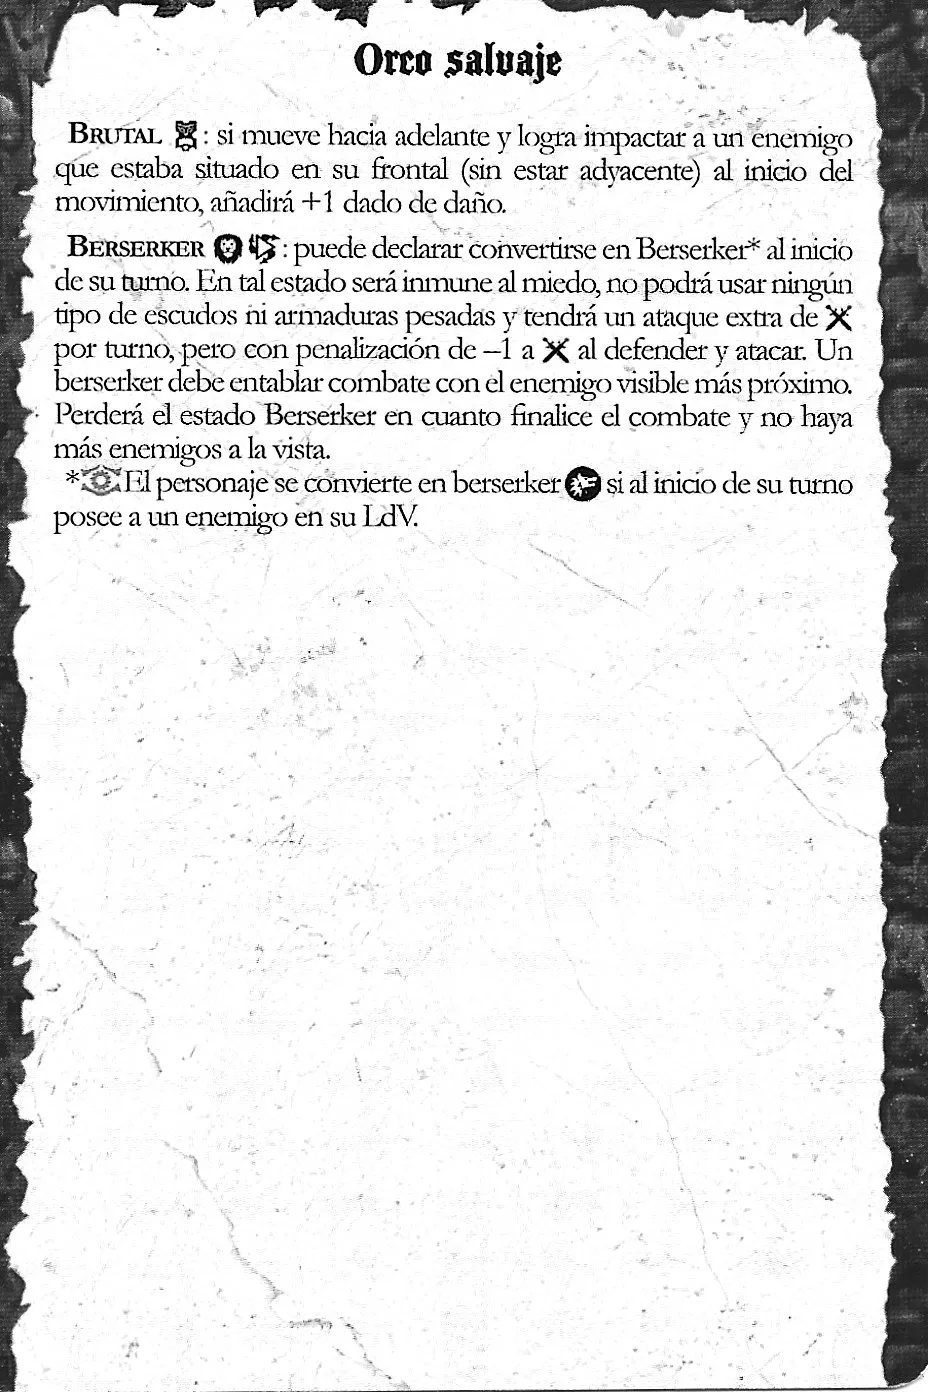 Orco salvaje
BRUTAL : si mueve hacia adelante y logra impactar a un enemigo
que estaba situado en su frontal (sin estar adyacente) al inicio del
movimiento, añadirá +1 dado de daño.
BERSERKER : puede declarar convertirse en Berserker* al inicio
de su turno. En tal estado será inmune al miedo, no podrá usar ningún
tipo de escudos ni armaduras pesadas y tendrá un ataque extra de
por turno, pero con penalización de –1 a al defender y atacar. Un
berserker debe entablar combate con el enemigo visible más próximo.
Perderá el estado Berserker en cuanto finalice el combate y no haya
más enemigos a la vista.
* El personaje se convierte en berserker si al inicio de su turno
posee a un enemigo en su LdV.